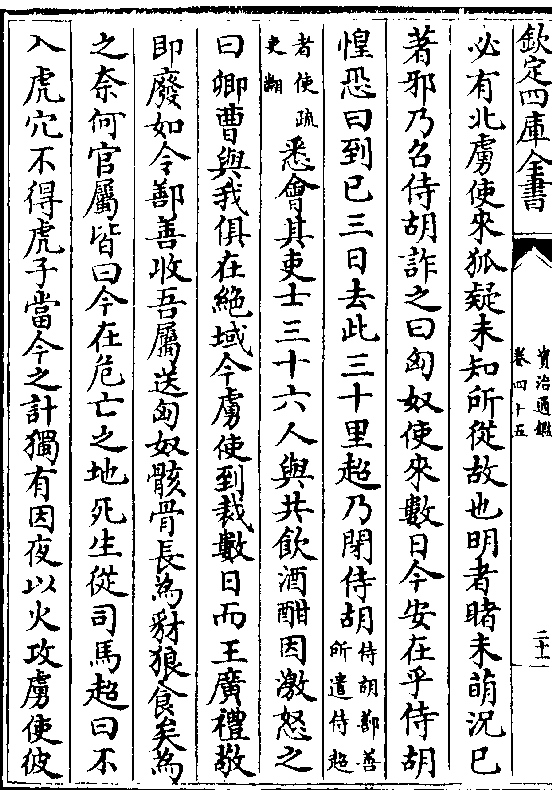 欽定四庫全書
資治通鑑
卷四十五
二十一
必有北虜使來狐疑未知所從故也明者睹未萌況已
著邪乃召侍胡詐之曰匈奴使來數日今安在乎侍胡
惶恐曰到已三日去此三十里超乃閉侍胡侍胡鄯善所遣侍超
者使疏吏翻悉會其吏士三十六人與共飲酒酣因激怒之
曰卿曹與我俱在絶域今虜使到裁數日而王廣禮敬
即廢如令鄯善收吾屬送匈奴骸骨長為豺狼食矣為
之奈何官屬皆曰今在危亡之地死生從司馬超曰不
入虎穴不得虎子當今之計獨有因夜以火攻虜使彼